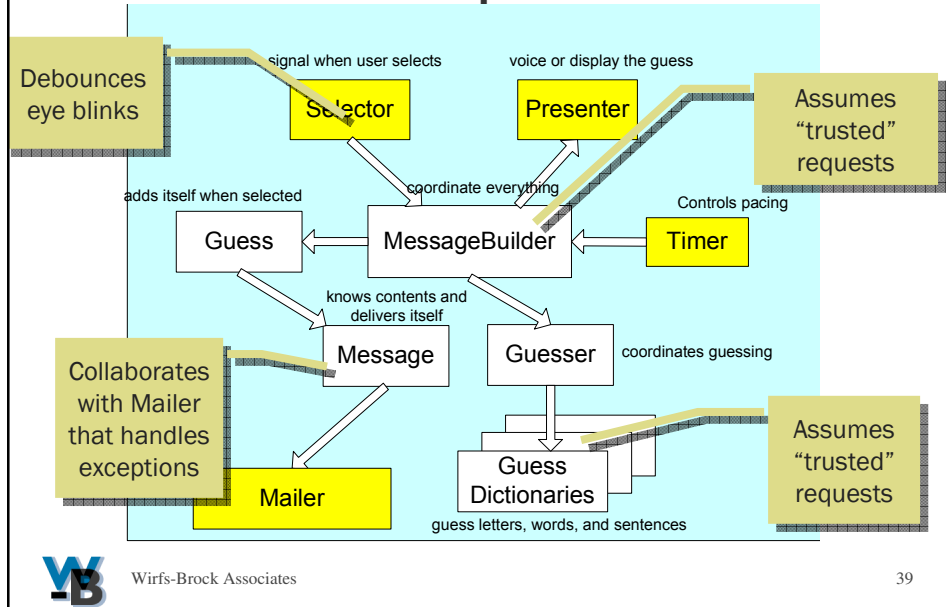 Debounces
eye blinks
signal when user selects
Selector
voice or display the guess
Presenter
Assumes
“trusted”
requests
adds itself when selected
Guess
coordinate everything
MessageBuilder
Controls pacing
Timer
knows contents and
delivers itself
Message
Guesser
coordinates guessing
Collaborates
with Mailer
that handles
exceptions
Mailer
Guess
Dictionaries
guess letters, words, and sentences
Assumes
“trusted”
requests
WB
Wirfs-Brock Associates
39